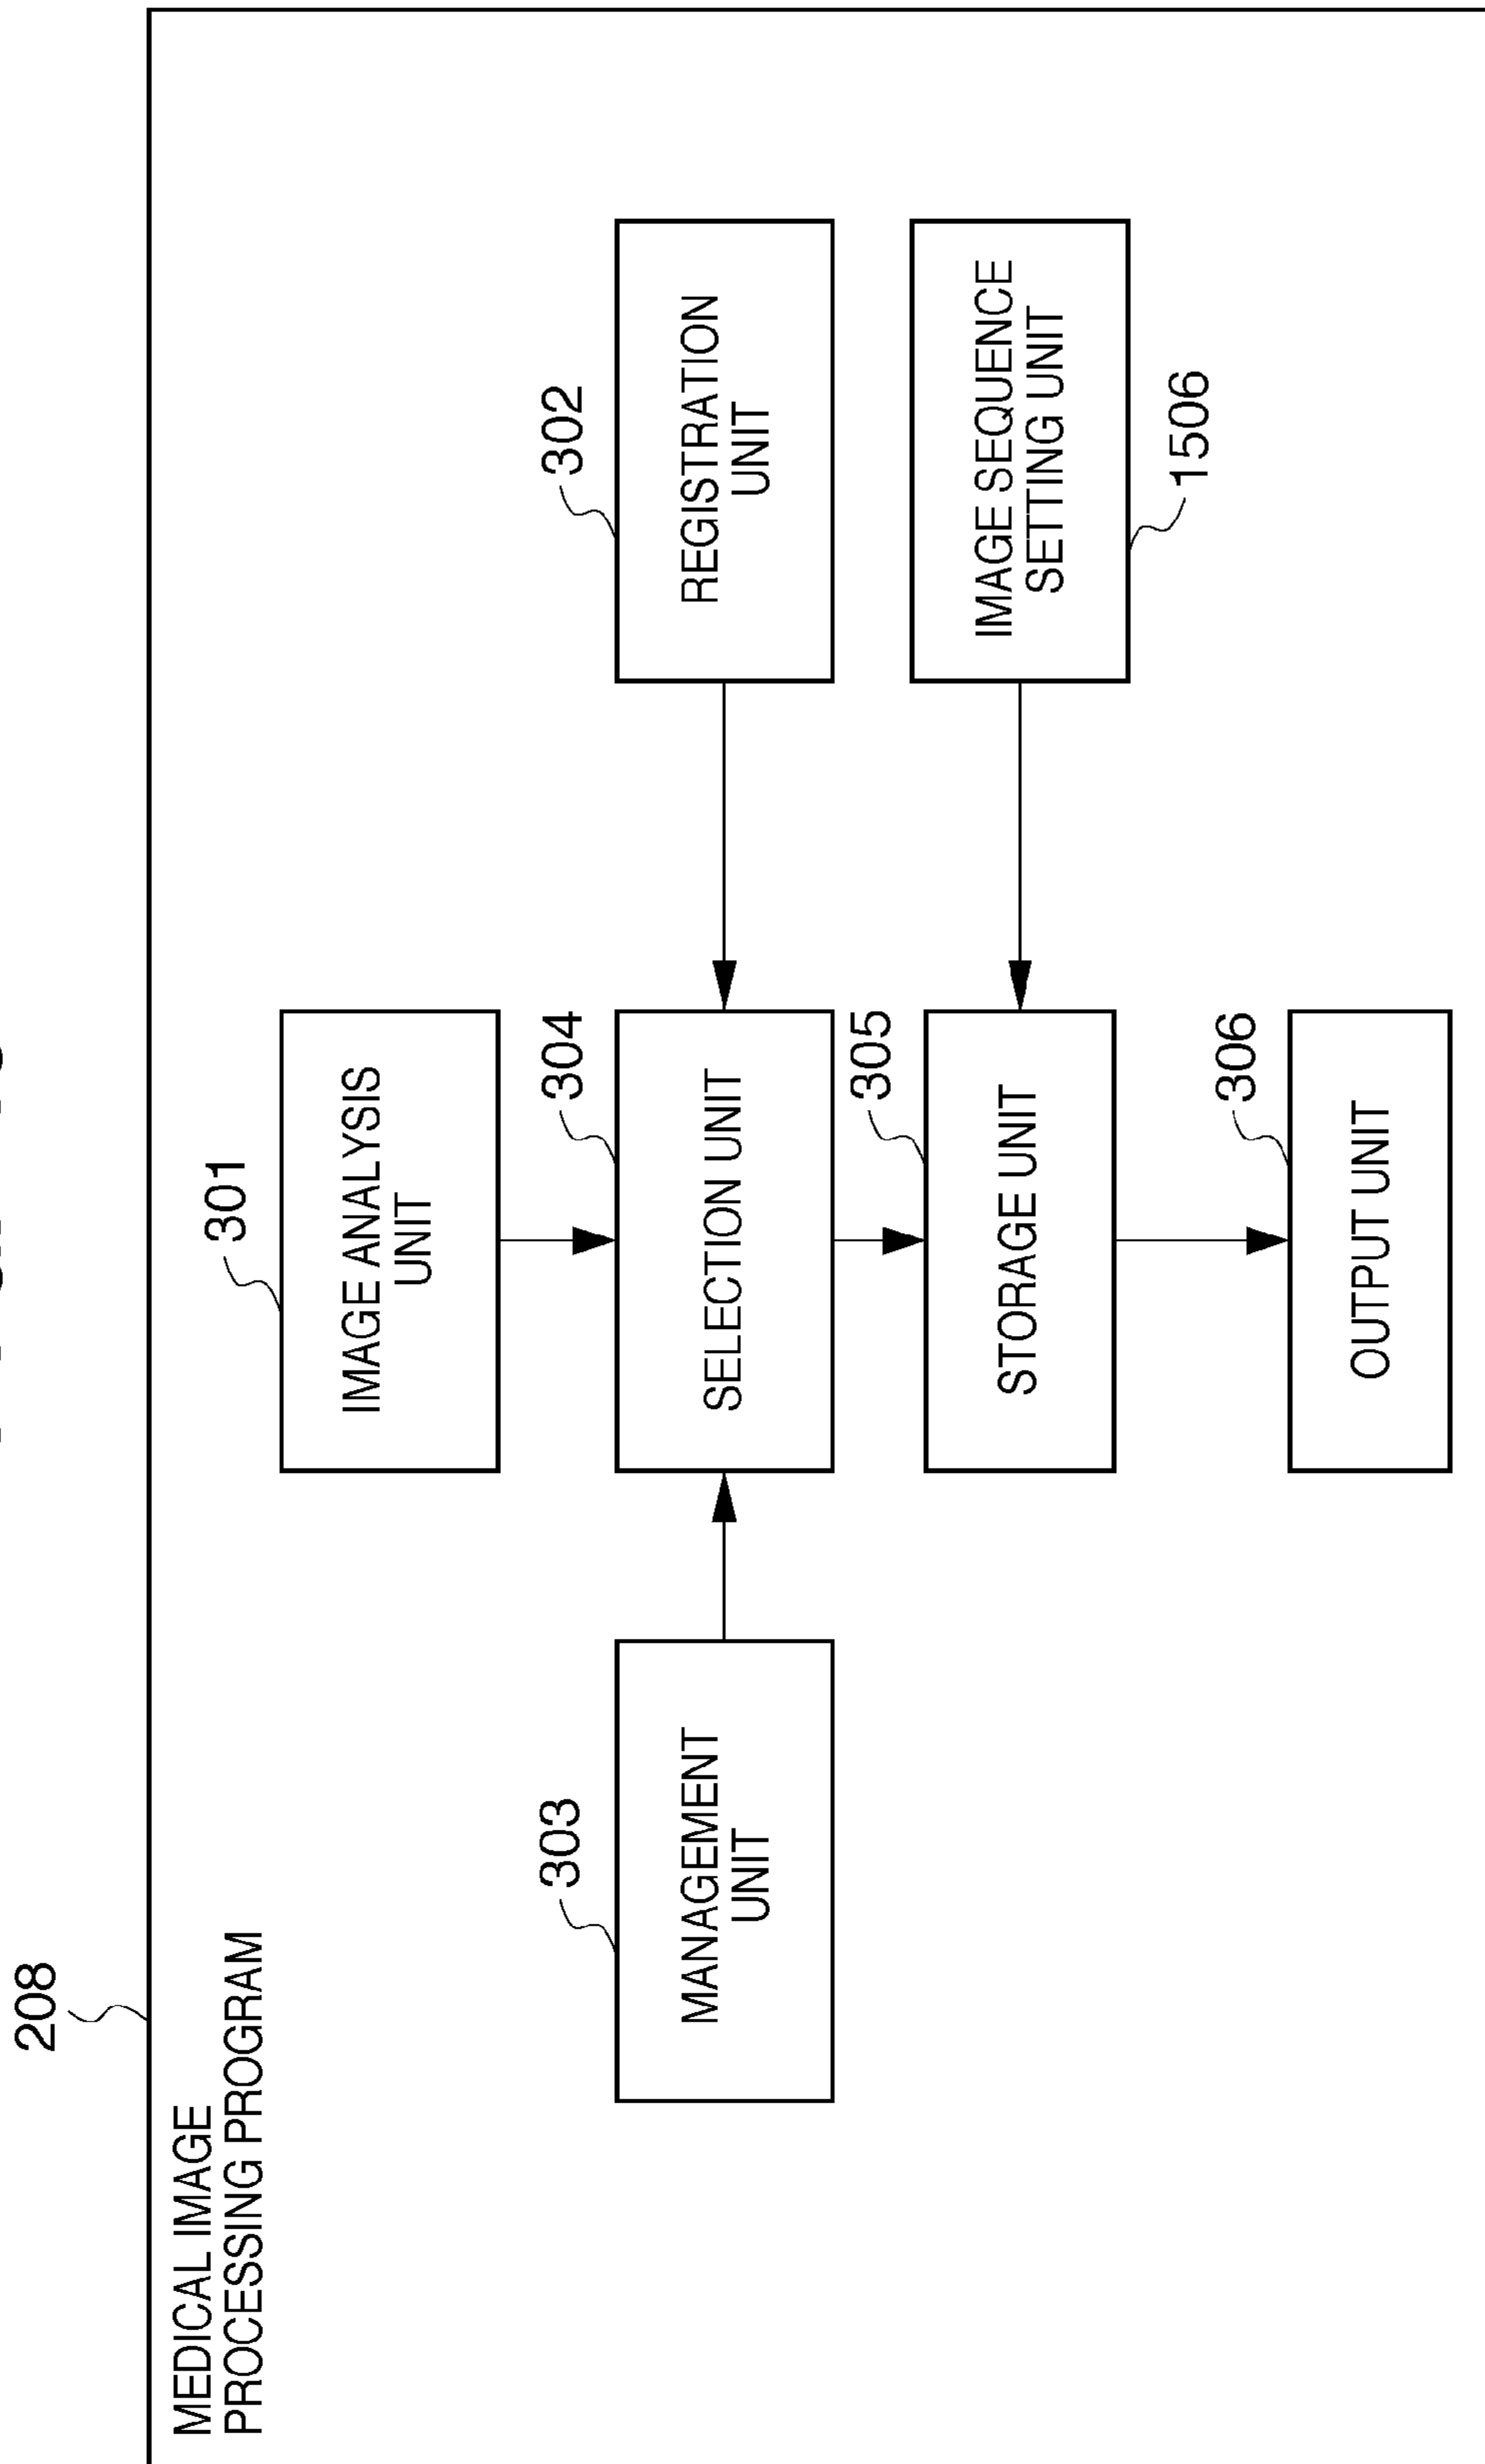 208
MEDICAL IMAGE
PROCESSING PROGRAM
301
IMAGE ANALYSIS
UNIT
303
MANAGEMENT
UNIT
304
SELECTION UNIT
302
REGISTRATION
UNIT
305
STORAGE UNIT
IMAGE SEQUENCE
SETTING UNIT
1506
306
OUTPUT UNIT